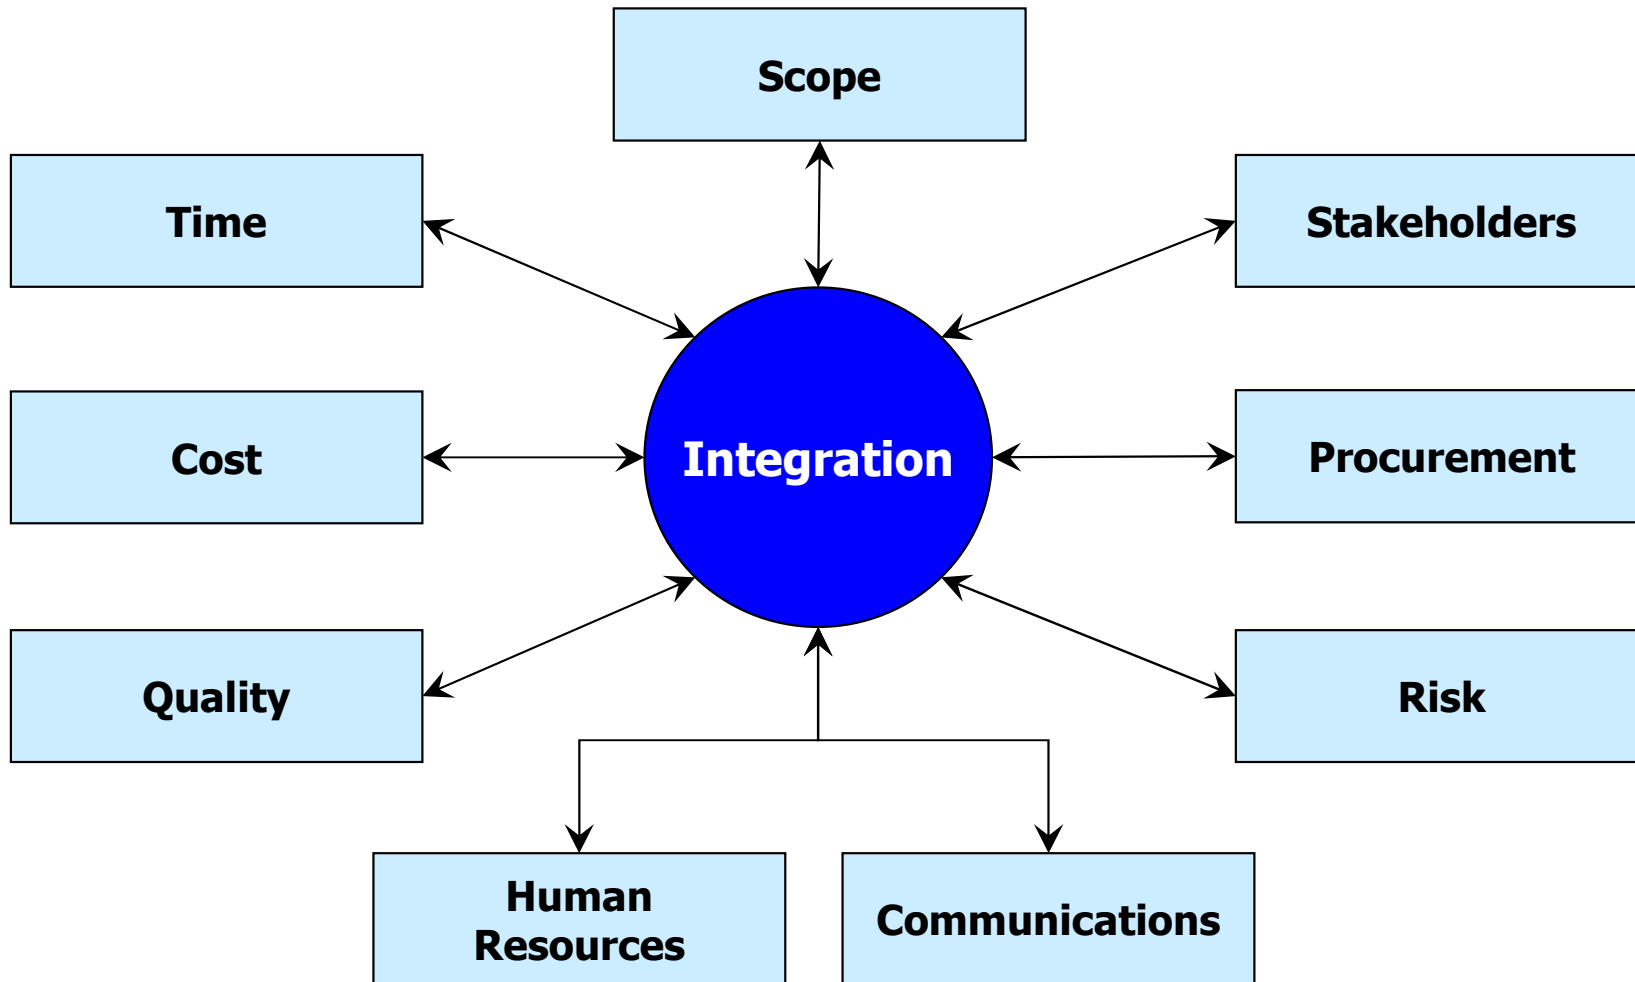 Scope
Time
Stakeholders
Cost
Integration
Procurement
Quality
Risk
Human
Resources
Communications